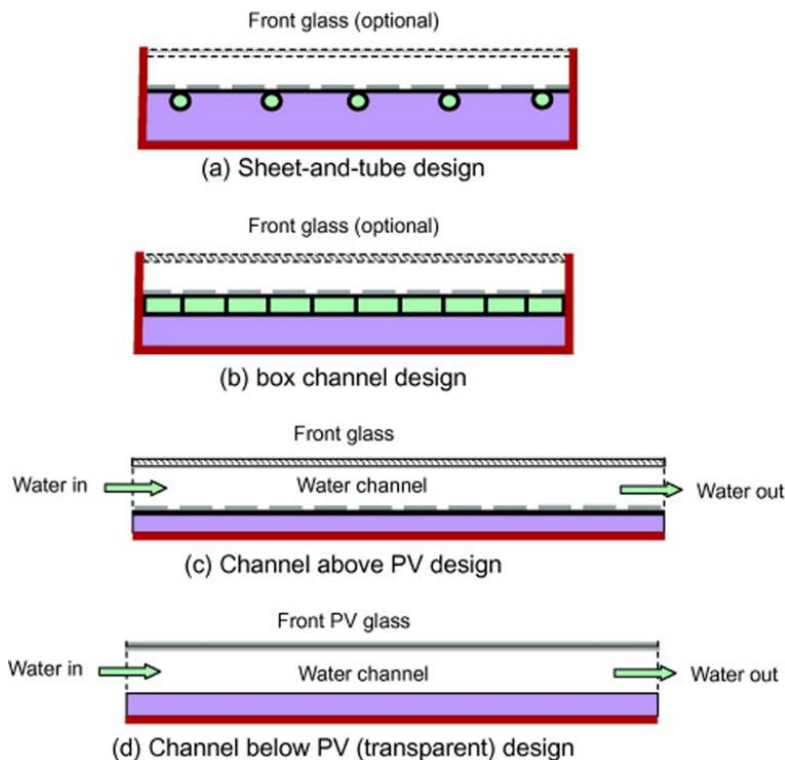 Front glass (optional)
(a) Sheet-and-tube design
Front glass (optional)
(b) box channel design
Front glass
Water in
Water channel
Water out
(c) Channel above PV design
Front PV glass
Water in
Water channel
Water out
(d) Channel below PV (transparent) design